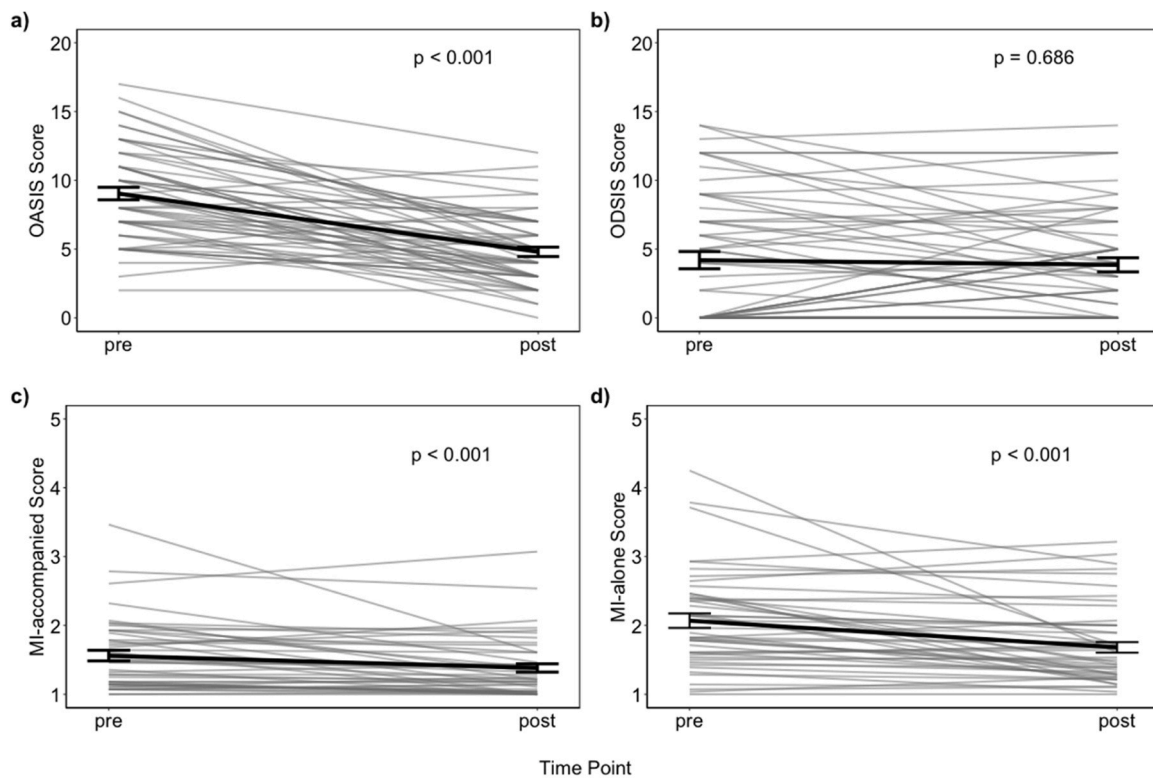 a)
p < 0.001
20
15
10
5
0
OASIS Score
pre
post
b)
p = 0.686
20
15
10
5
0
ODSIS Score
pre
post
c)
p < 0.001
5
4
3
2
1
MI-accompanied Score
pre
post
d)
p < 0.001
5
4
3
2
1
MI-alone Score
pre
post
Time Point